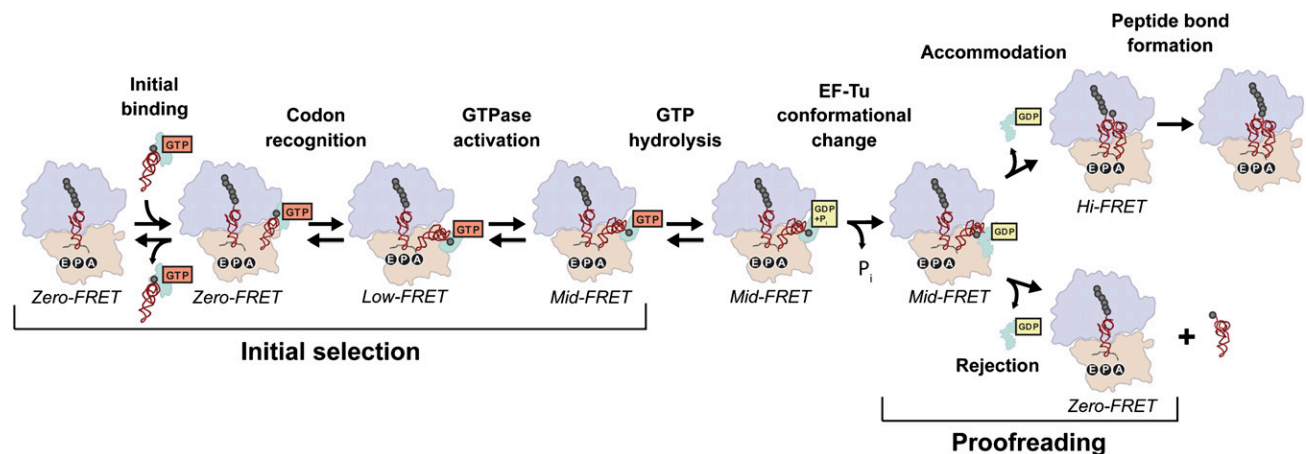 Initial
binding
Codon
recognition
GTPase
activation
GTP
hydrolysis
EF-Tu
conformational
change
Accommodation
Peptide bond
formation
GTP
GTP
GTP
GTP
GTP
GDP
+Pi
Pi
GDP
GDP
GDP
E P A
E P A
E P A
E P A
E P A
E P A
E P A
E P A
E P A
Zero-FRET
Zero-FRET
Low-FRET
Mid-FRET
Mid-FRET
Mid-FRET
Hi-FRET
Rejection
+
Zero-FRET
Initial selection
Proofreading